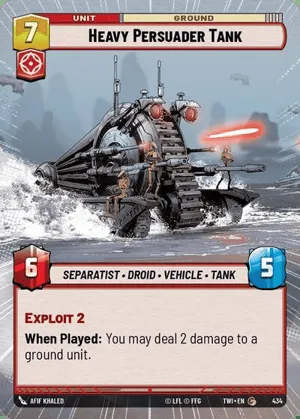 7
UNIT
GROUND
HEAVY PERSUADER TANK
6
SEPARATIST • DROID • VEHICLE • TANK
5
EXPLOIT 2
When Played: You may deal 2 damage to a
ground unit.
AFIF KHALED
© LFL © FFG
TWI • EN
C
434